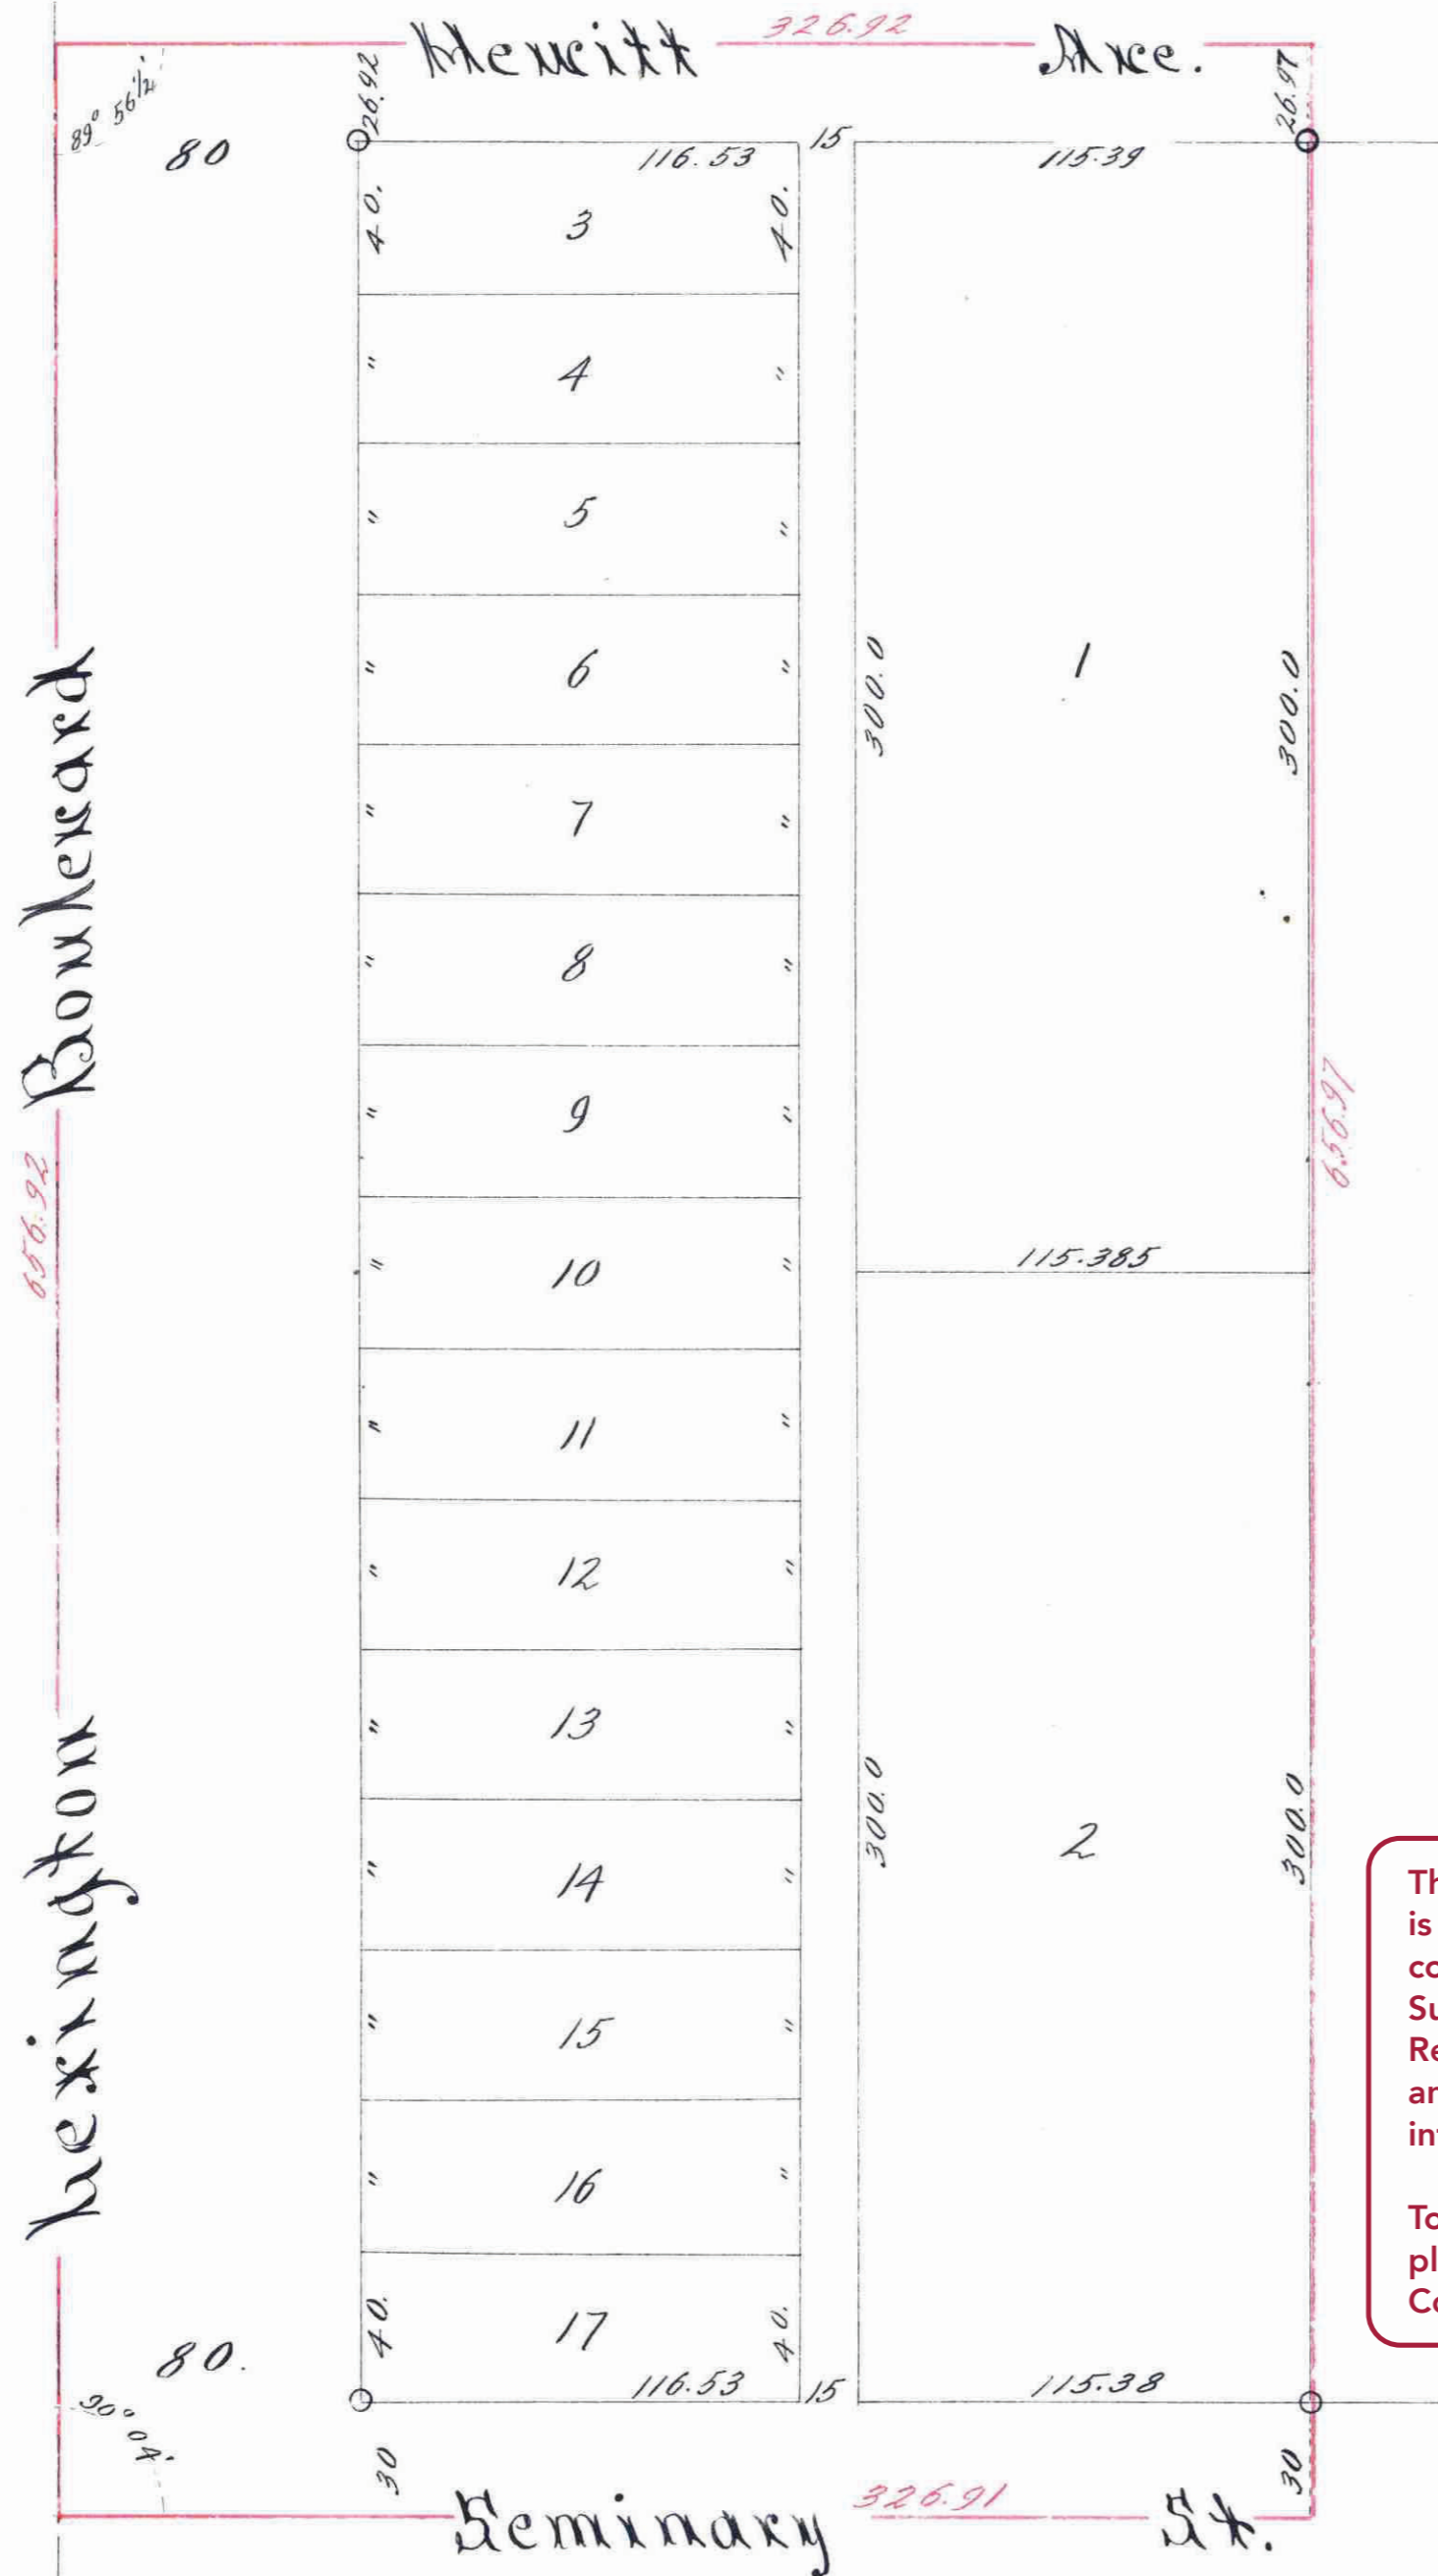 Hewitt 326.92 Ave.
89° 56 1/2'
80
26.92
116.53
15
115.39
26.97
40.
3
40.
" 4 "
" 5 "
" 6 "
300.0
1
300.0
" 7 "
" 8 "
" 9 "
" 10 "
115.385
" 11 "
" 12 "
" 13 "
" 14 "
300.0
2
300.0
" 15 "
" 16 "
40.
17
40.
80.
116.53
15
115.38
90° 04'
30
30
Seminary 326.91 St.
Lexington 656.92 Boulevard
656.97
is